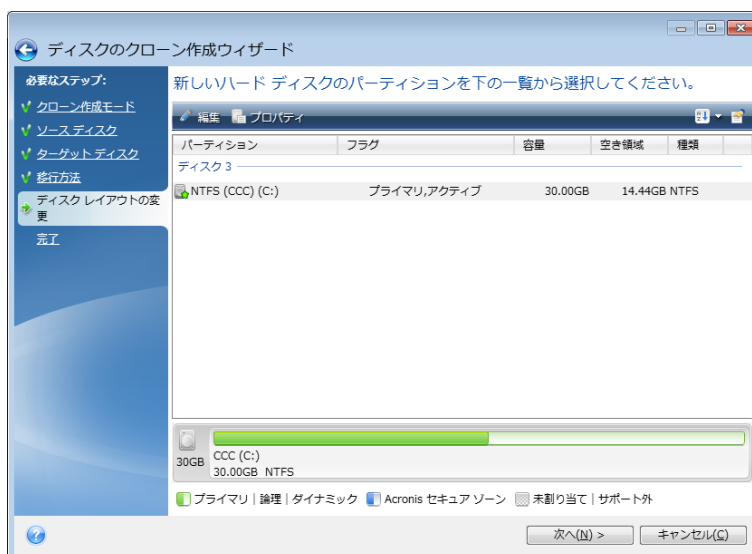 ディスクのクローン作成ウィザード
必要なステップ:
クローン作成モード
ソース ディスク
ターゲット ディスク
移行方法
ディスク レイアウトの変
更
完了
新しいハード ディスクのパーティションを下の一覧から選択してください。
編集 プロパティ
パーティション フラグ 容量 空き領域 種類
ディスク 3
NTFS (CCC) (C:) プライマリ,アクティブ 30.00GB 14.44GB NTFS
30GB
CCC (C:)
30.00GB NTFS
プライマリ | 論理 | ダイナミック Acronis セキュア ゾーン 未割り当て | サポート外
次へ(N) > キャンセル(C)